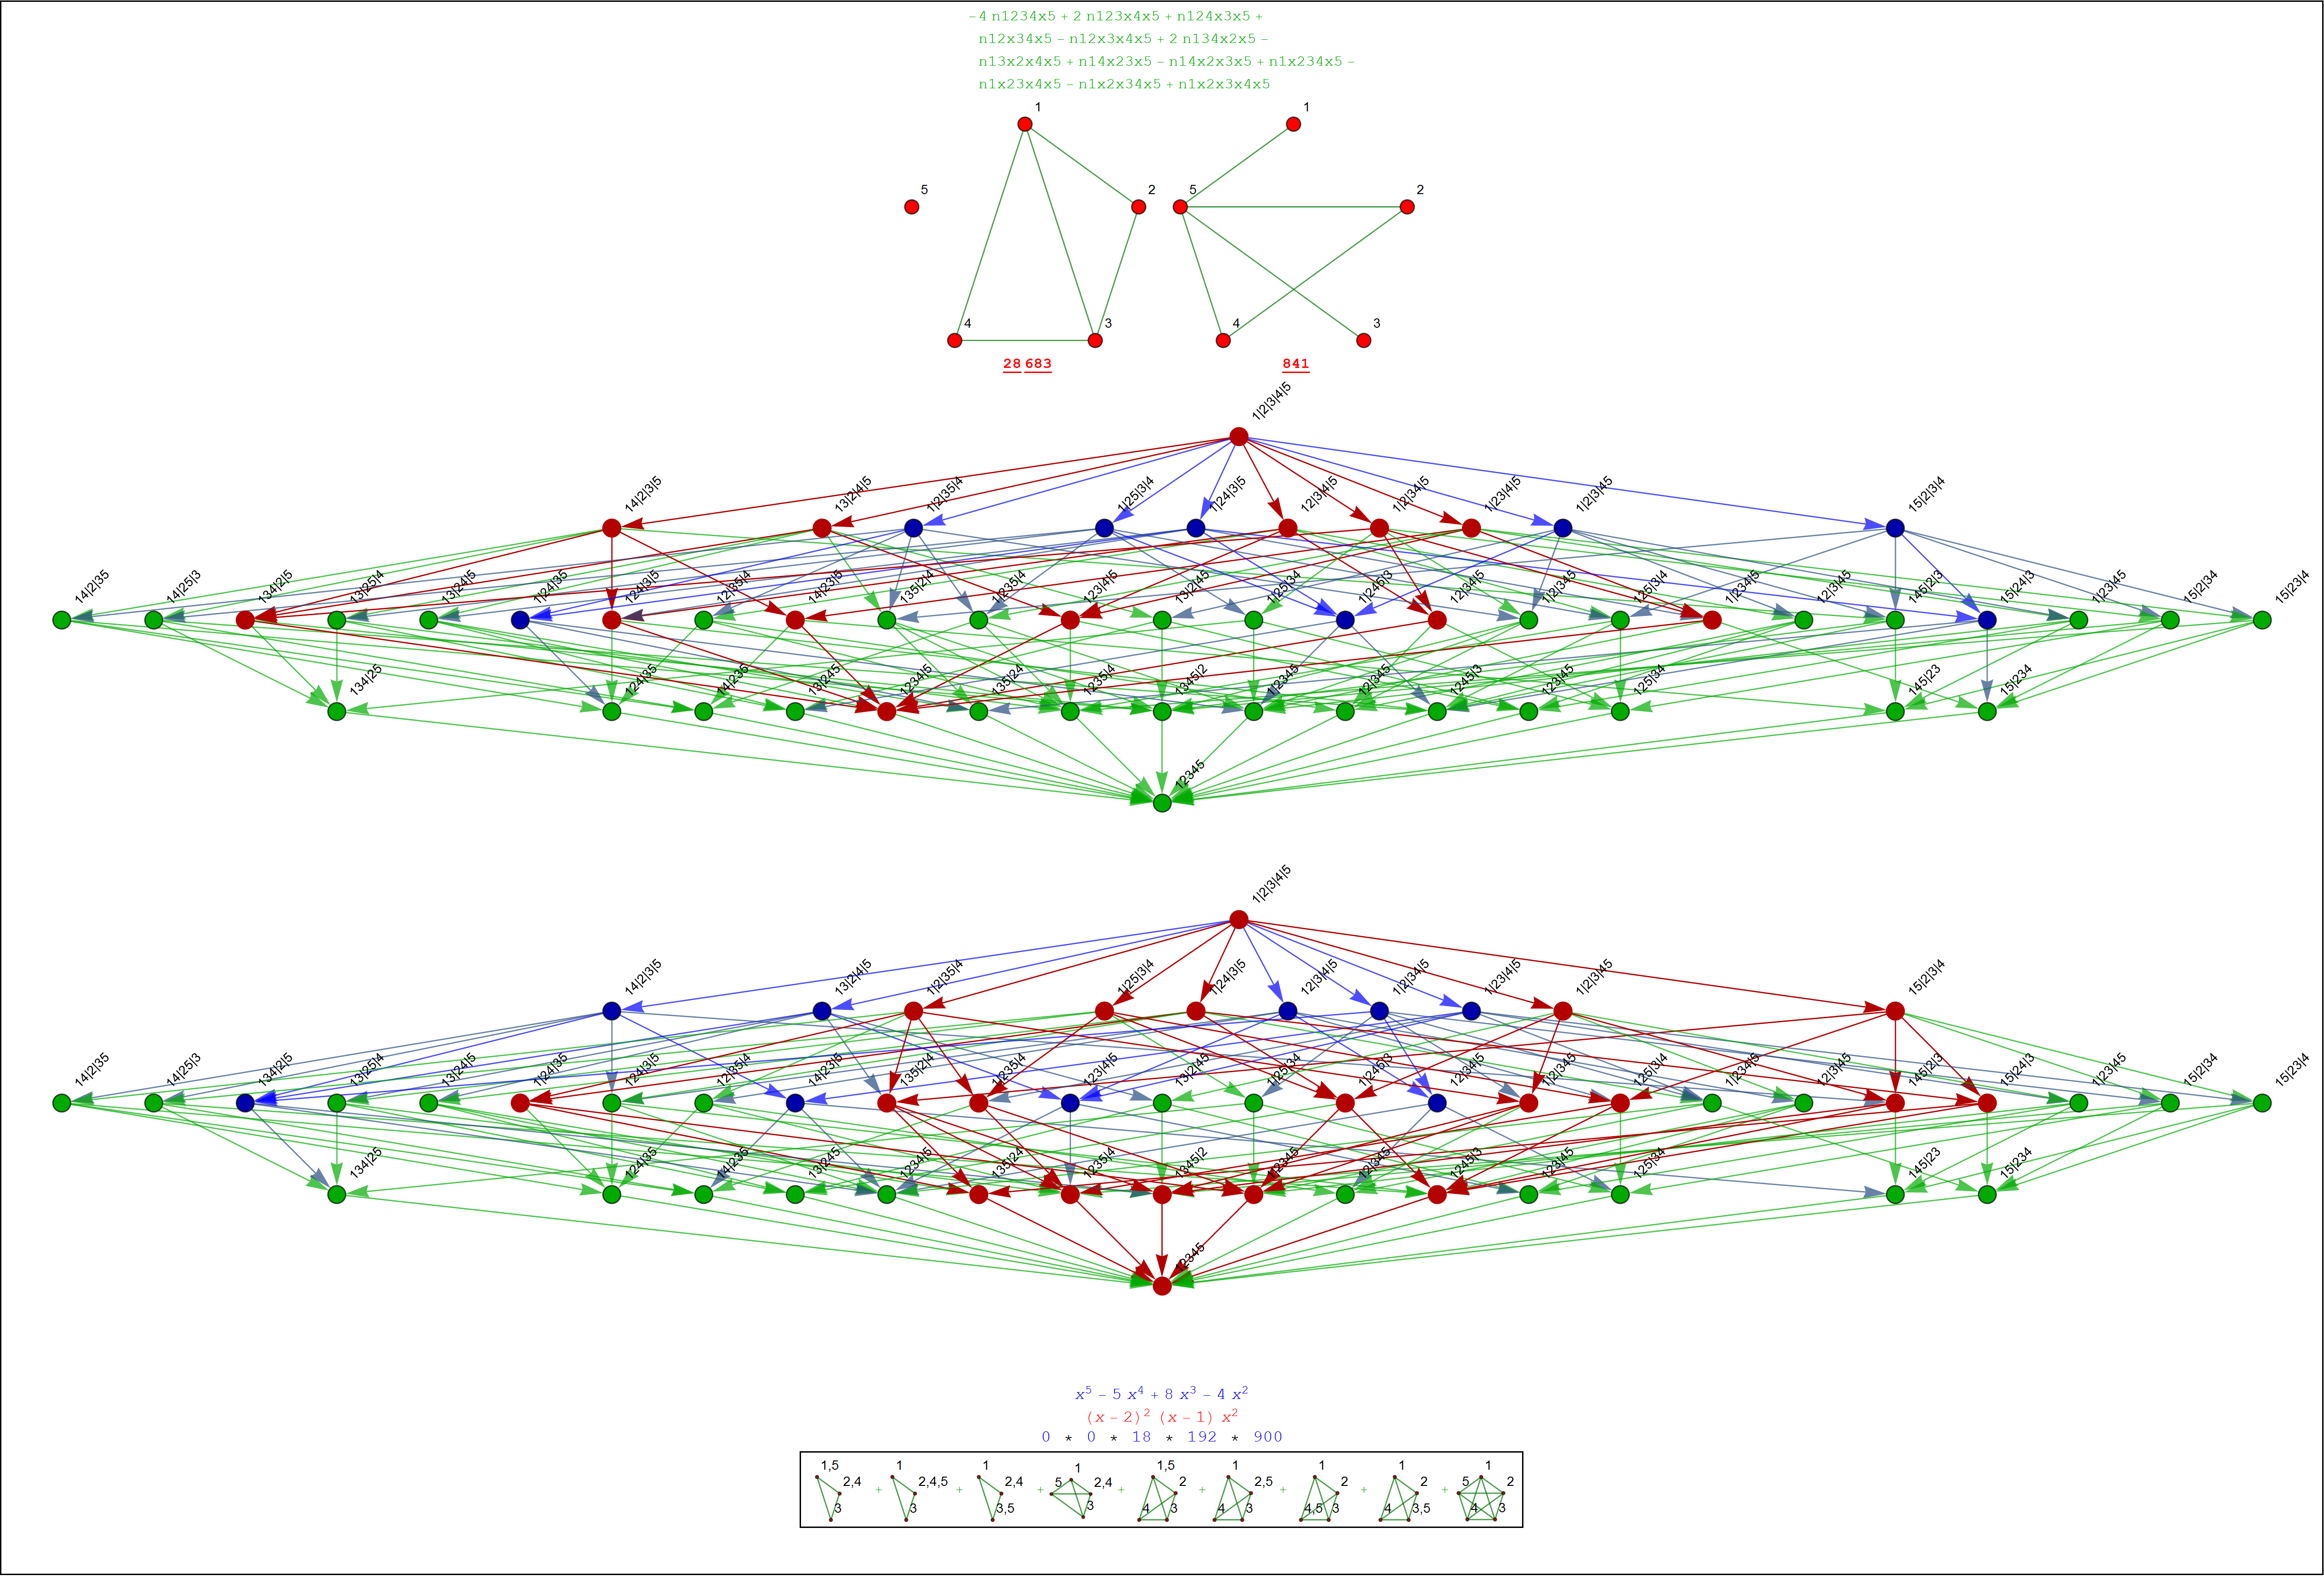 −4 n1234x5 + 2 n123x4x5 + n124x3x5 +
n12x34x5 − n12x3x4x5 + 2 n134x2x5 −
n13x2x4x5 + n14x23x5 − n14x2x3x5 + n1x234x5 −
n1x23x4x5 − n1x2x34x5 + n1x2x3x4x5
1 1
5 2 5 2
4 3 4 3
28 683 841
1|2|3|4|5
14|2|3|5 13|2|4|5 1|2|35|4 1|25|3|4 1|24|3|5 12|3|4|5 1|2|34|5 1|23|4|5 1|2|3|45 15|2|3|4
14|2|35 14|25|3 134|2|5 13|25|4 13|24|5 1|24|35 124|3|5 12|35|4 14|23|5 135|2|4 1|235|4 123|4|5 13|2|45 1|25|34 1|245|3 12|34|5 1|2|345 125|3|4 1|234|5 12|3|45 145|2|3 15|24|3 1|23|45 15|2|34 15|23|4
134|25 124|35 14|235 13|245 1234|5 135|24 1235|4 1345|2 1|2345 12|345 1245|3 123|45 125|34 145|23 15|234
12345
1|2|3|4|5
14|2|3|5 13|2|4|5 1|2|35|4 1|25|3|4 1|24|3|5 12|3|4|5 1|2|34|5 1|23|4|5 1|2|3|45 15|2|3|4
14|2|35 14|25|3 134|2|5 13|25|4 13|24|5 1|24|35 124|3|5 12|35|4 14|23|5 135|2|4 1|235|4 123|4|5 13|2|45 1|25|34 1|245|3 12|34|5 1|2|345 125|3|4 1|234|5 12|3|45 145|2|3 15|24|3 1|23|45 15|2|34 15|23|4
134|25 124|35 14|235 13|245 1234|5 135|24 1235|4 1345|2 1|2345 12|345 1245|3 123|45 125|34 145|23 15|234
12345
x⁵ − 5 x⁴ + 8 x³ − 4 x²
(x − 2)² (x − 1) x²
0 * 0 * 18 * 192 * 900
1,5 2,4 3 + 1 2,4,5 3 + 1 2,4 3,5 + 1 5 2,4 3 + 1,5 2 4 3 + 1 2,5 4 3 + 1 2 4,5 3 + 1 2 4 3,5 + 1 5 2 4 3